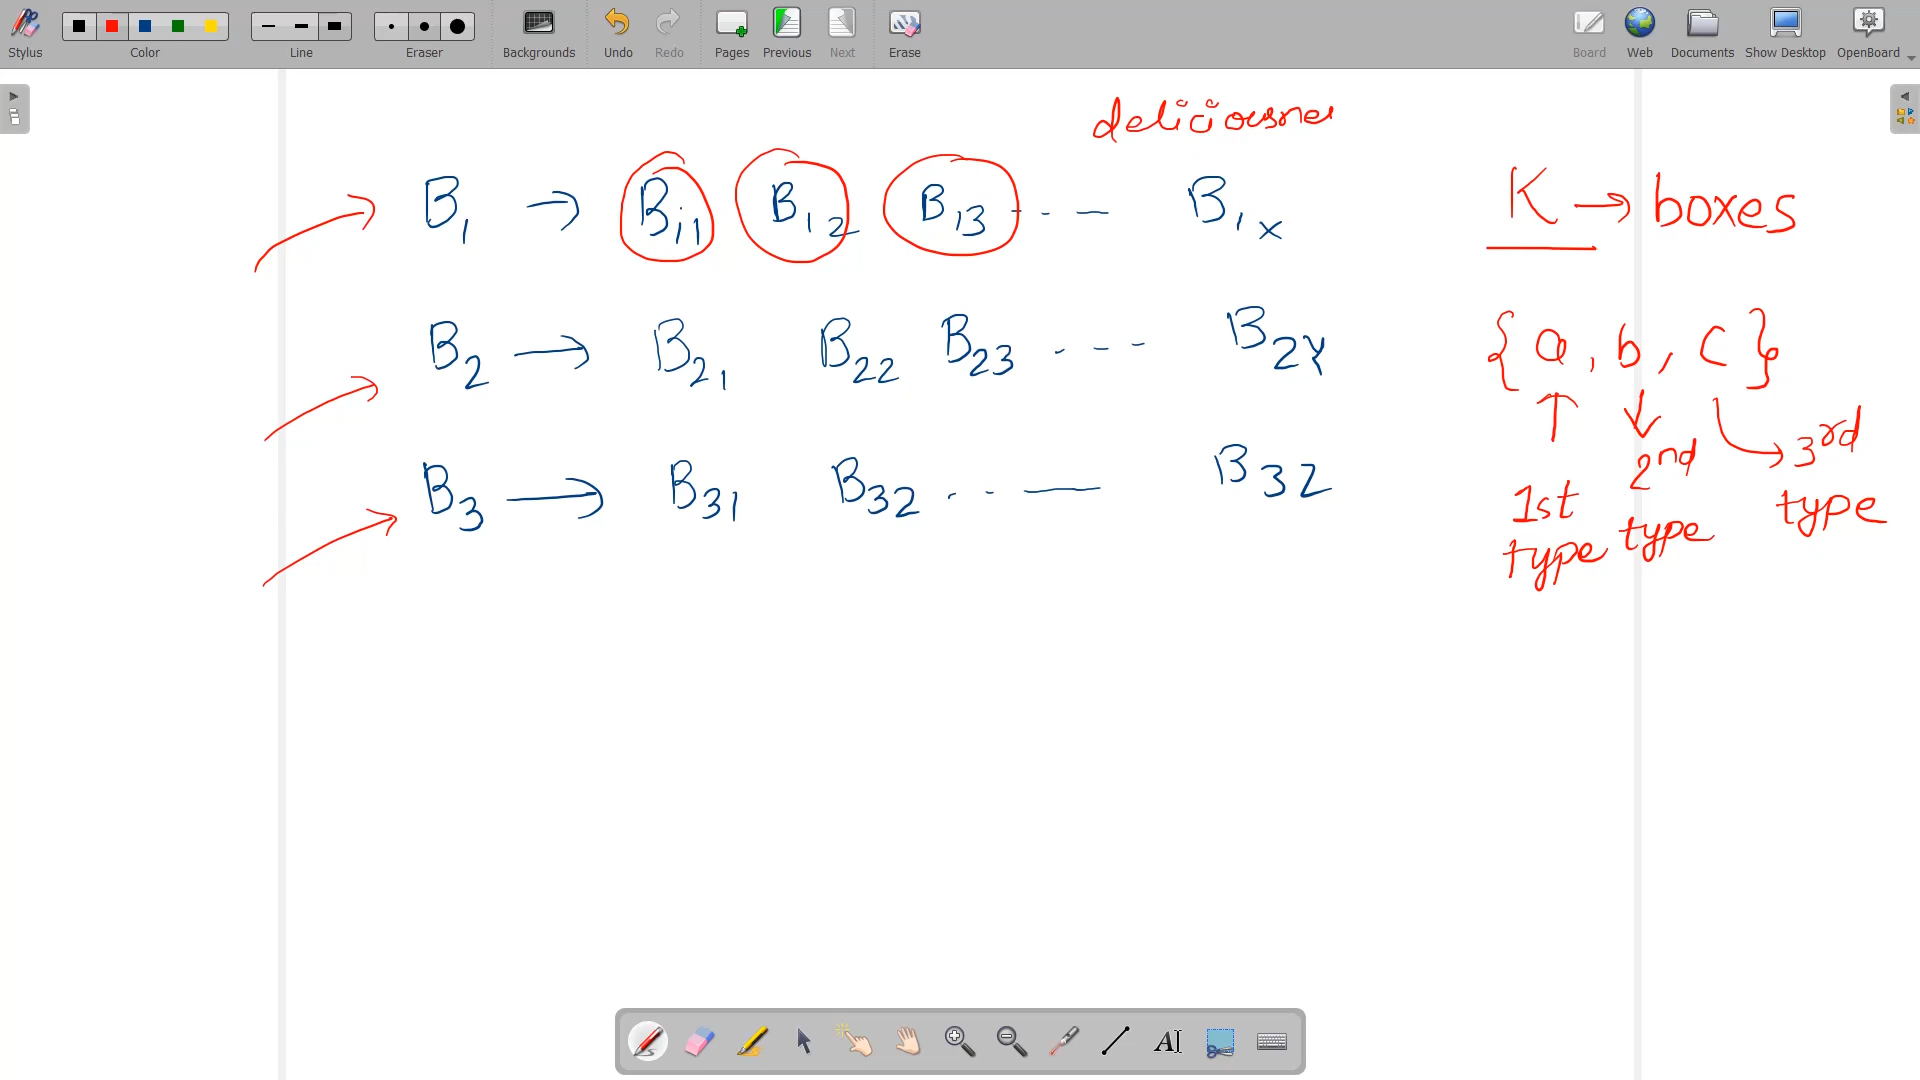 Stylus Color Line Eraser Backgrounds Undo Redo Pages Previous Next Erase Board Web Documents Show Desktop OpenBoard
deliciousnes
B₁ → B₁₁ B₁₂ B₁₃ - - — B₁ₓ
K → boxes
B₂ → B₂₁ B₂₂ B₂₃ - - - B₂Y
{ a, b, c }
↑ ↓ → 3rd
B₃ → B₃₁ B₃₂ - - — B₃Z
2nd
1st type type
type
AI